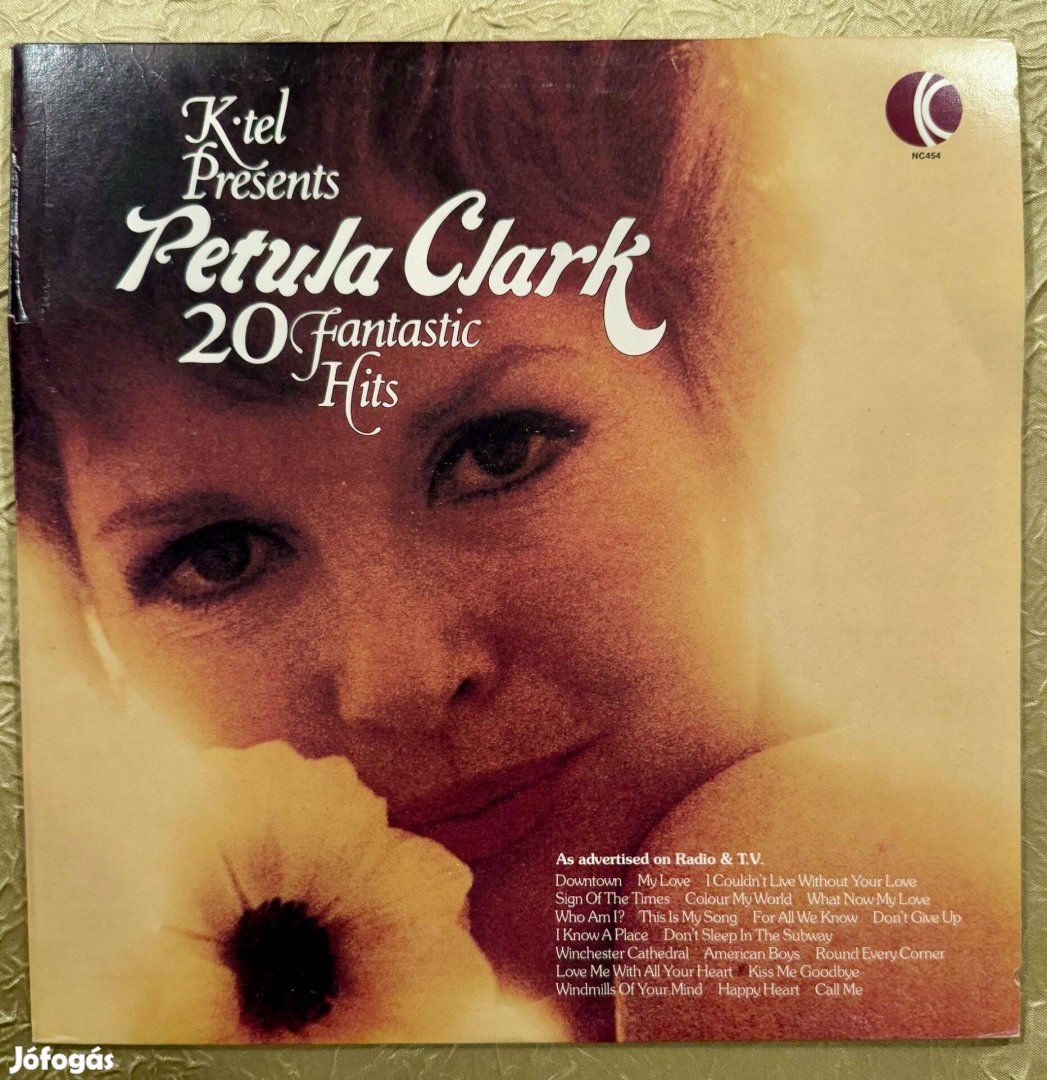 K·tel
Presents
Petula Clark
20 Fantastic
Hits
NC454
As advertised on Radio & T.V.
Downtown My Love I Couldn't Live Without Your Love
Sign Of The Times Colour My World What Now My Love
Who Am I? This Is My Song For All We Know Don't Give Up
I Know A Place Don't Sleep In The Subway
Winchester Cathedral American Boys Round Every Corner
Love Me With All Your Heart Kiss Me Goodbye
Windmills Of Your Mind Happy Heart Call Me
Jófogás